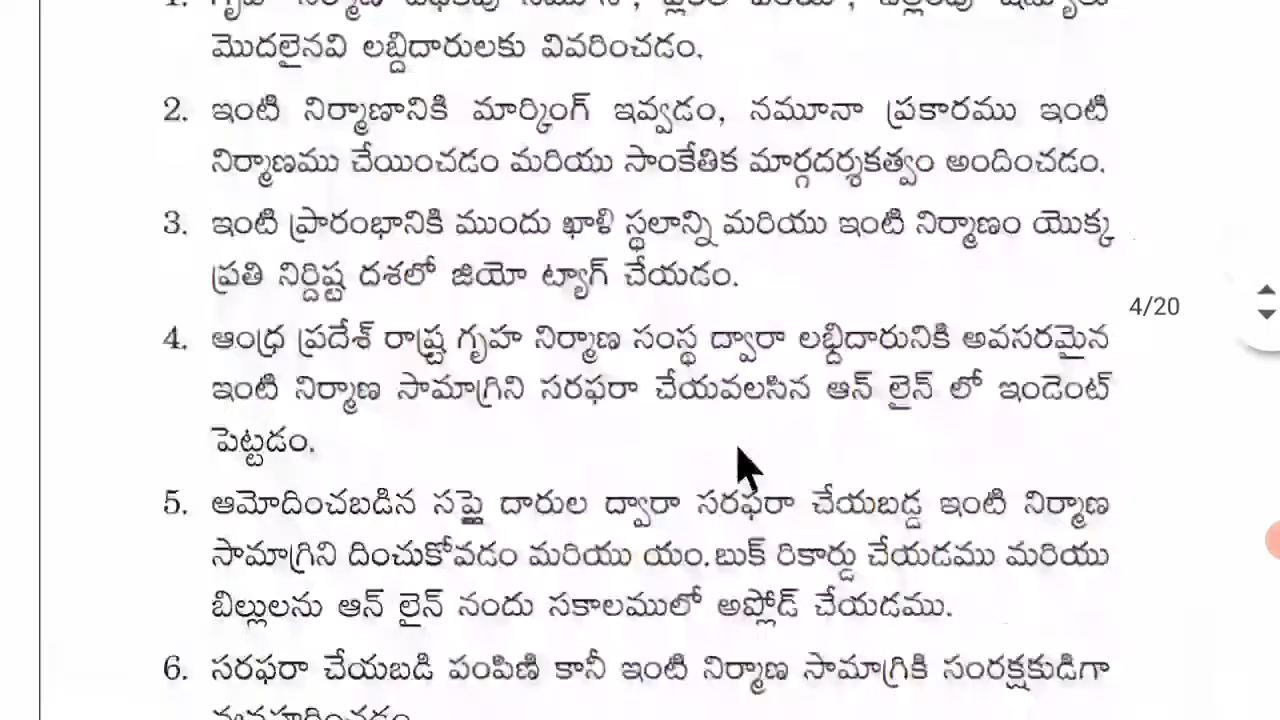 1. గృహ నిర్మాణ
మొదలైనవి లబ్దిదారులకు వివరించడం.
2. ఇంటి నిర్మాణానికి మార్కింగ్ ఇవ్వడం, నమూనా ప్రకారము ఇంటి
నిర్మాణము చేయించడం మరియు సాంకేతిక మార్గదర్శకత్వం అందించడం.
3. ఇంటి ప్రారంభానికి ముందు ఖాళి స్థలాన్ని మరియు ఇంటి నిర్మాణం యొక్క
ప్రతి నిర్దిష్ట దశలో జియో ట్యాగ్ చేయడం.
4/20
4. ఆంధ్ర ప్రదేశ్ రాష్ట్ర గృహ నిర్మాణ సంస్థ ద్వారా లభ్దిదారునికి అవసరమైన
ఇంటి నిర్మాణ సామాగ్రిని సరఫరా చేయవలసిన ఆన్ లైన్ లో ఇండెంట్
పెట్టడం.
5. ఆమోదించబడిన సప్లై దారుల ద్వారా సరఫరా చేయబడ్డ ఇంటి నిర్మాణ
సామాగ్రిని దించుకోవడం మరియు యం.బుక్ రికార్డు చేయడము మరియు
బిల్లులను ఆన్ లైన్ నందు సకాలములో అప్లోడ్ చేయడము.
6. సరఫరా చేయబడి పంపిణి కానీ ఇంటి నిర్మాణ సామాగ్రికి సంరక్షకుడిగా